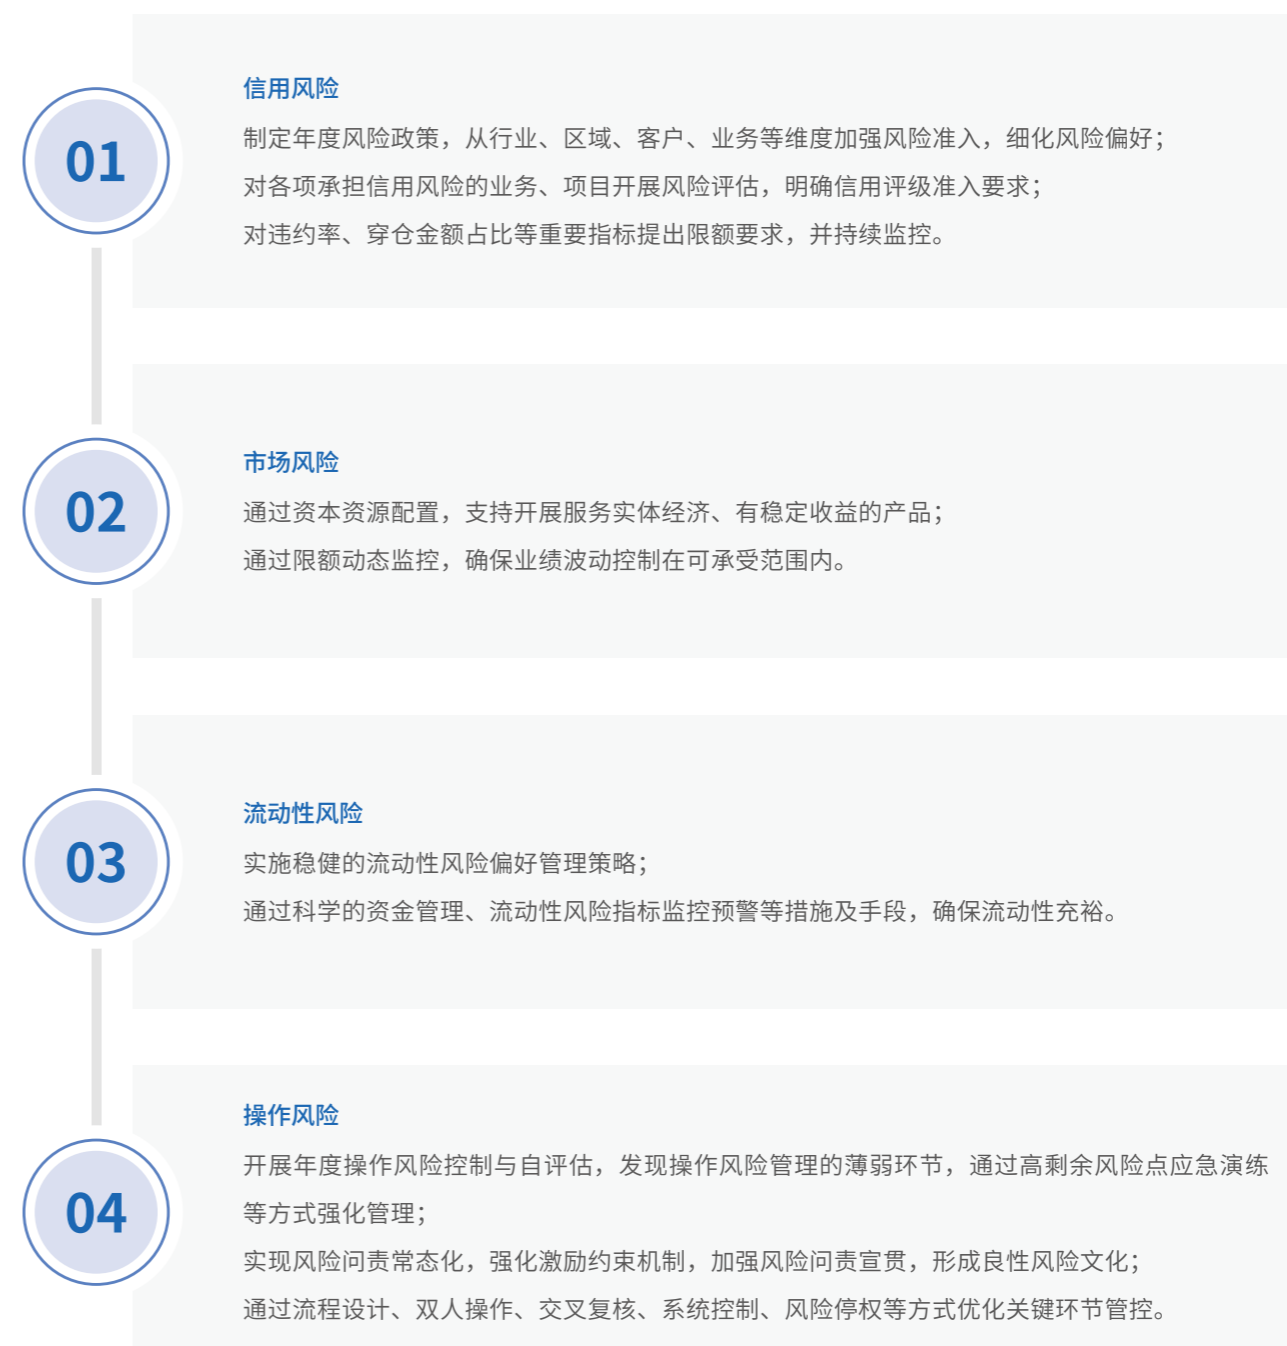 01
信用风险
制定年度风险政策，从行业、区域、客户、业务等维度加强风险准入，细化风险偏好；
对各项承担信用风险的业务、项目开展风险评估，明确信用评级准入要求；
对违约率、穿仓金额占比等重要指标提出限额要求，并持续监控。
02
市场风险
通过资本资源配置，支持开展服务实体经济、有稳定收益的产品；
通过限额动态监控，确保业绩波动控制在可承受范围内。
03
流动性风险
实施稳健的流动性风险偏好管理策略；
通过科学的资金管理、流动性风险指标监控预警等措施及手段，确保流动性充裕。
04
操作风险
开展年度操作风险控制与自评估，发现操作风险管理的薄弱环节，通过高剩余风险点应急演练
等方式强化管理；
实现风险问责常态化，强化激励约束机制，加强风险问责宣贯，形成良性风险文化；
通过流程设计、双人操作、交叉复核、系统控制、风险停权等方式优化关键环节管控。